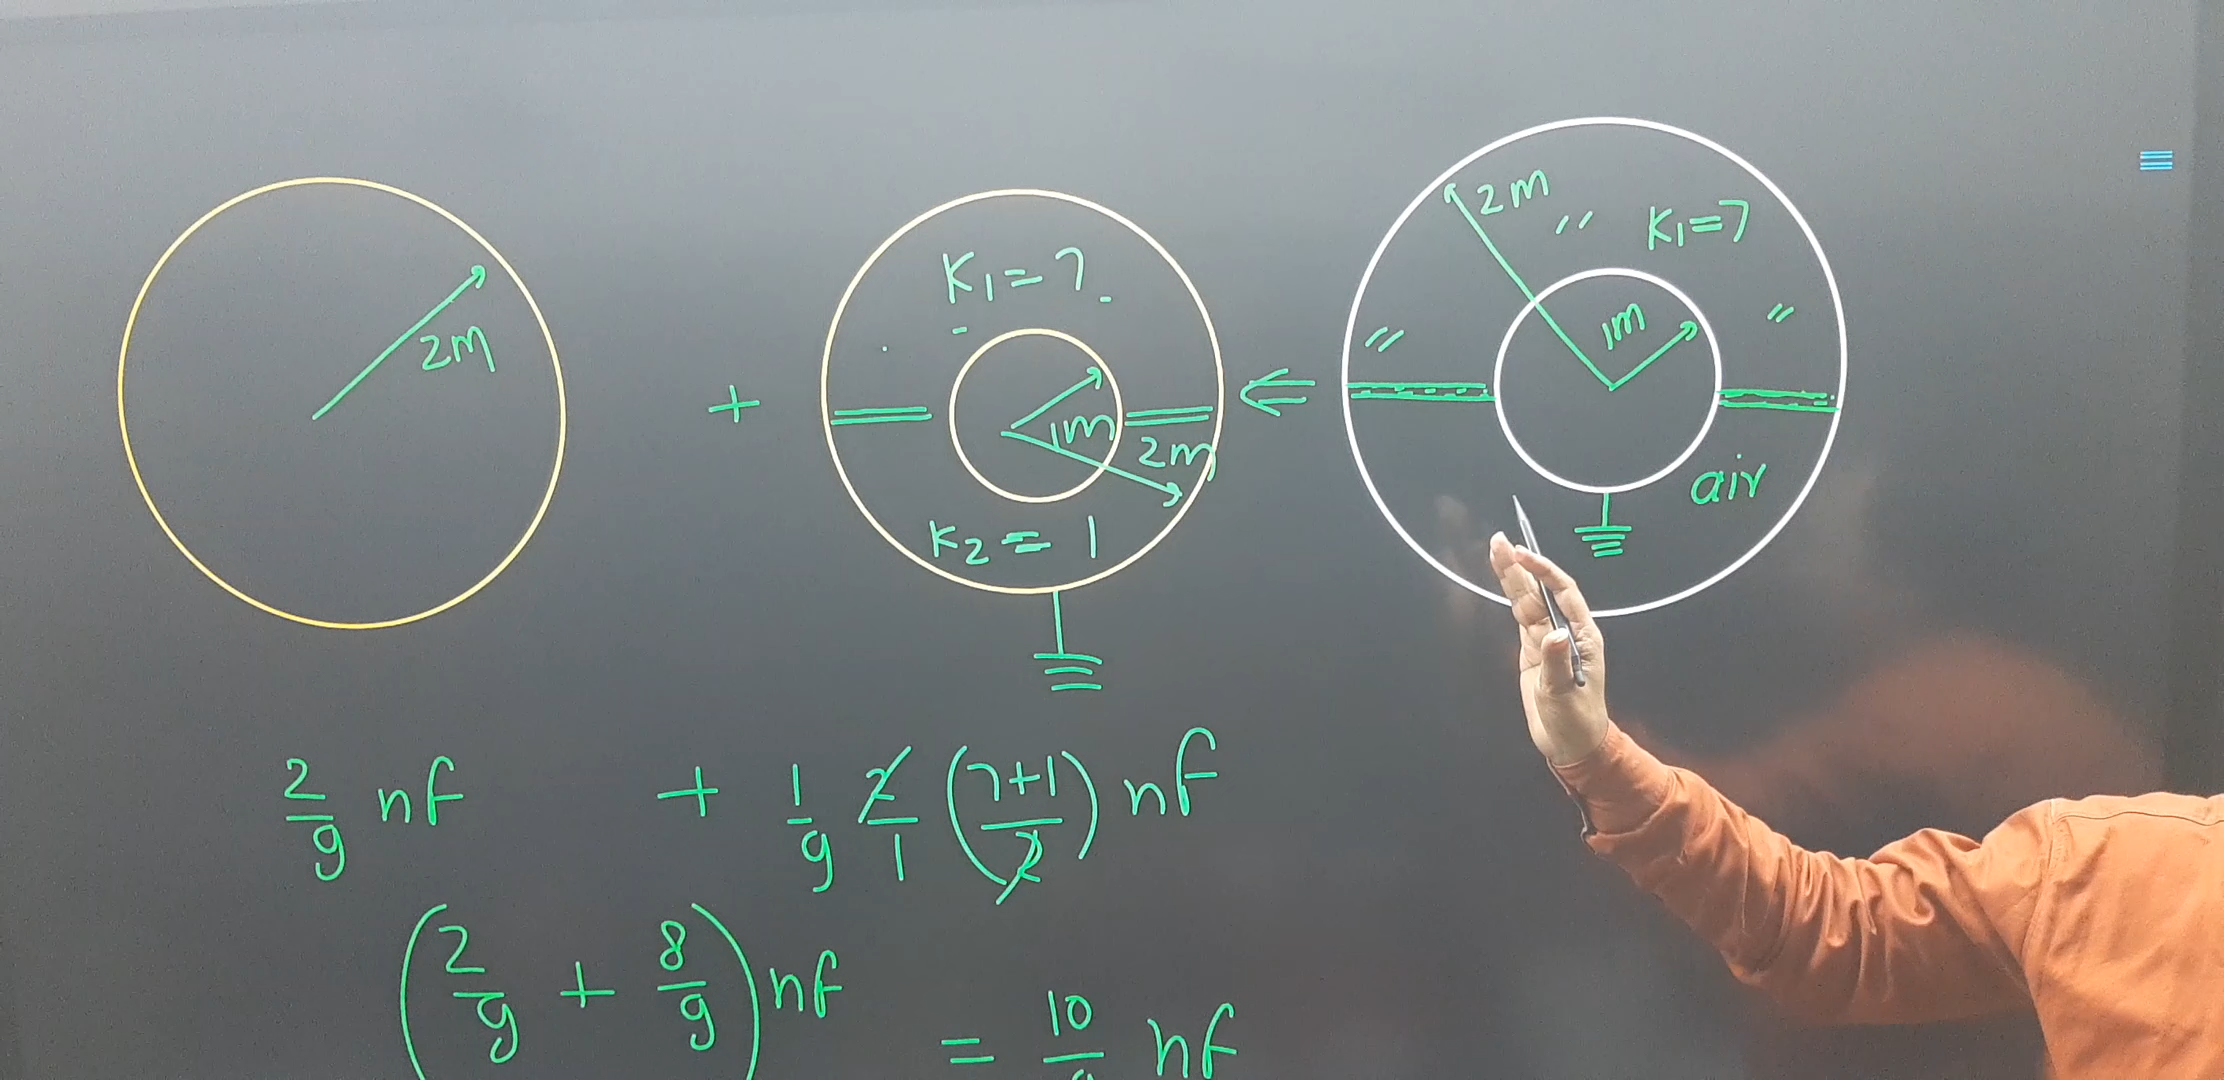 2m
+
K₁ = 7
1m
2m
K₂ = 1
⇐
2m
" K₁=7
1m
"
"
air
2/9 nf + 1/9 2/1 (7+1/2) nf
(2/9 + 8/9) nf
= 10/9 nf